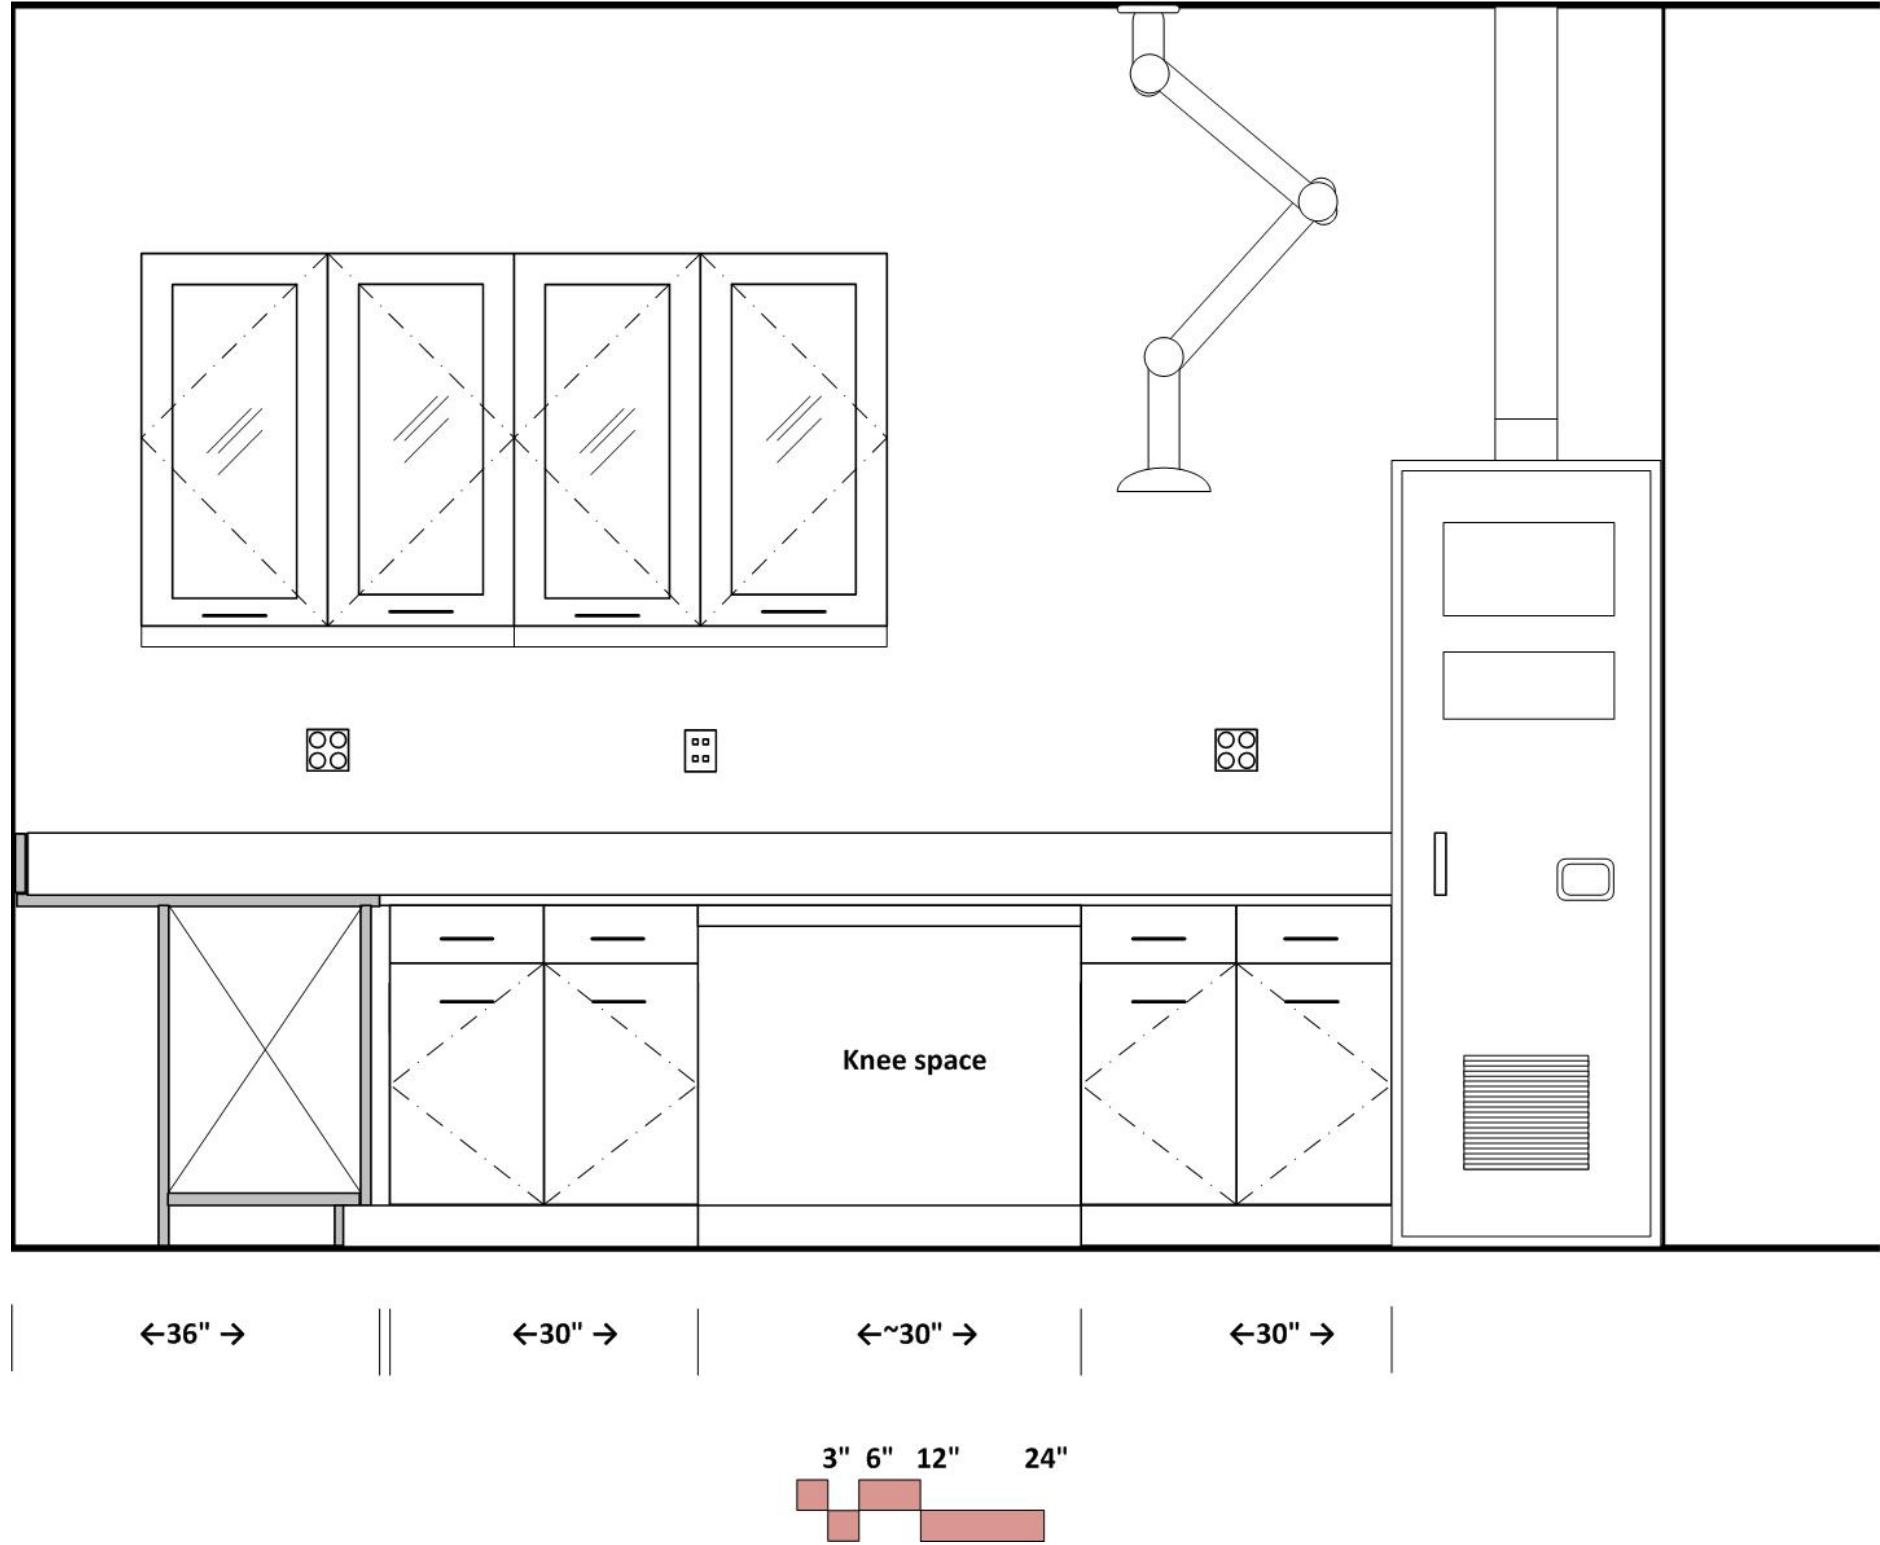 Knee space
←36" → ←30" → ←~30" → ←30" →
3" 6" 12" 24"